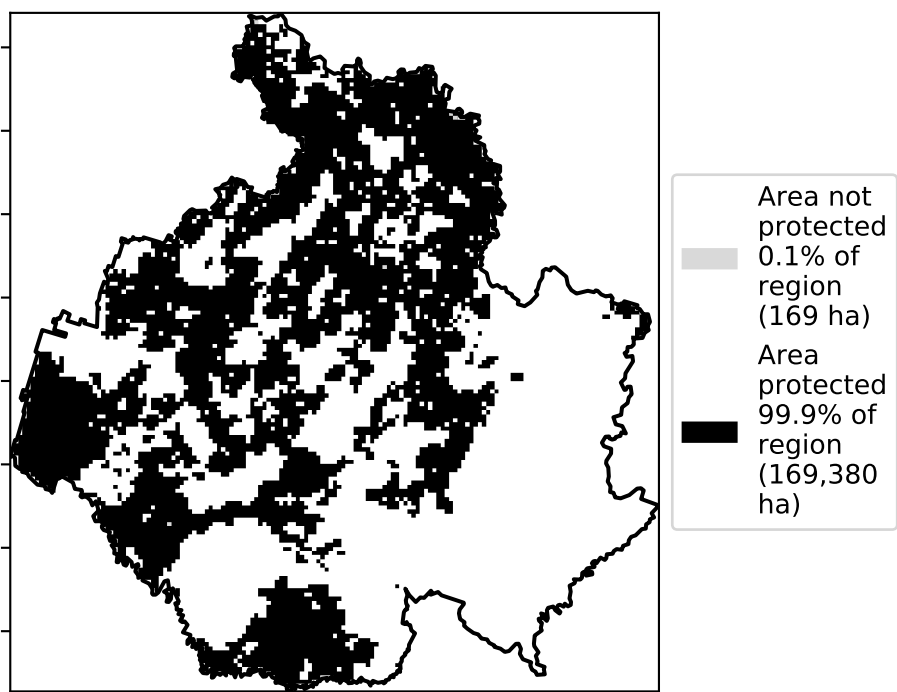 Area not
protected
0.1% of
region
(169 ha)
Area
protected
99.9% of
region
(169,380
ha)